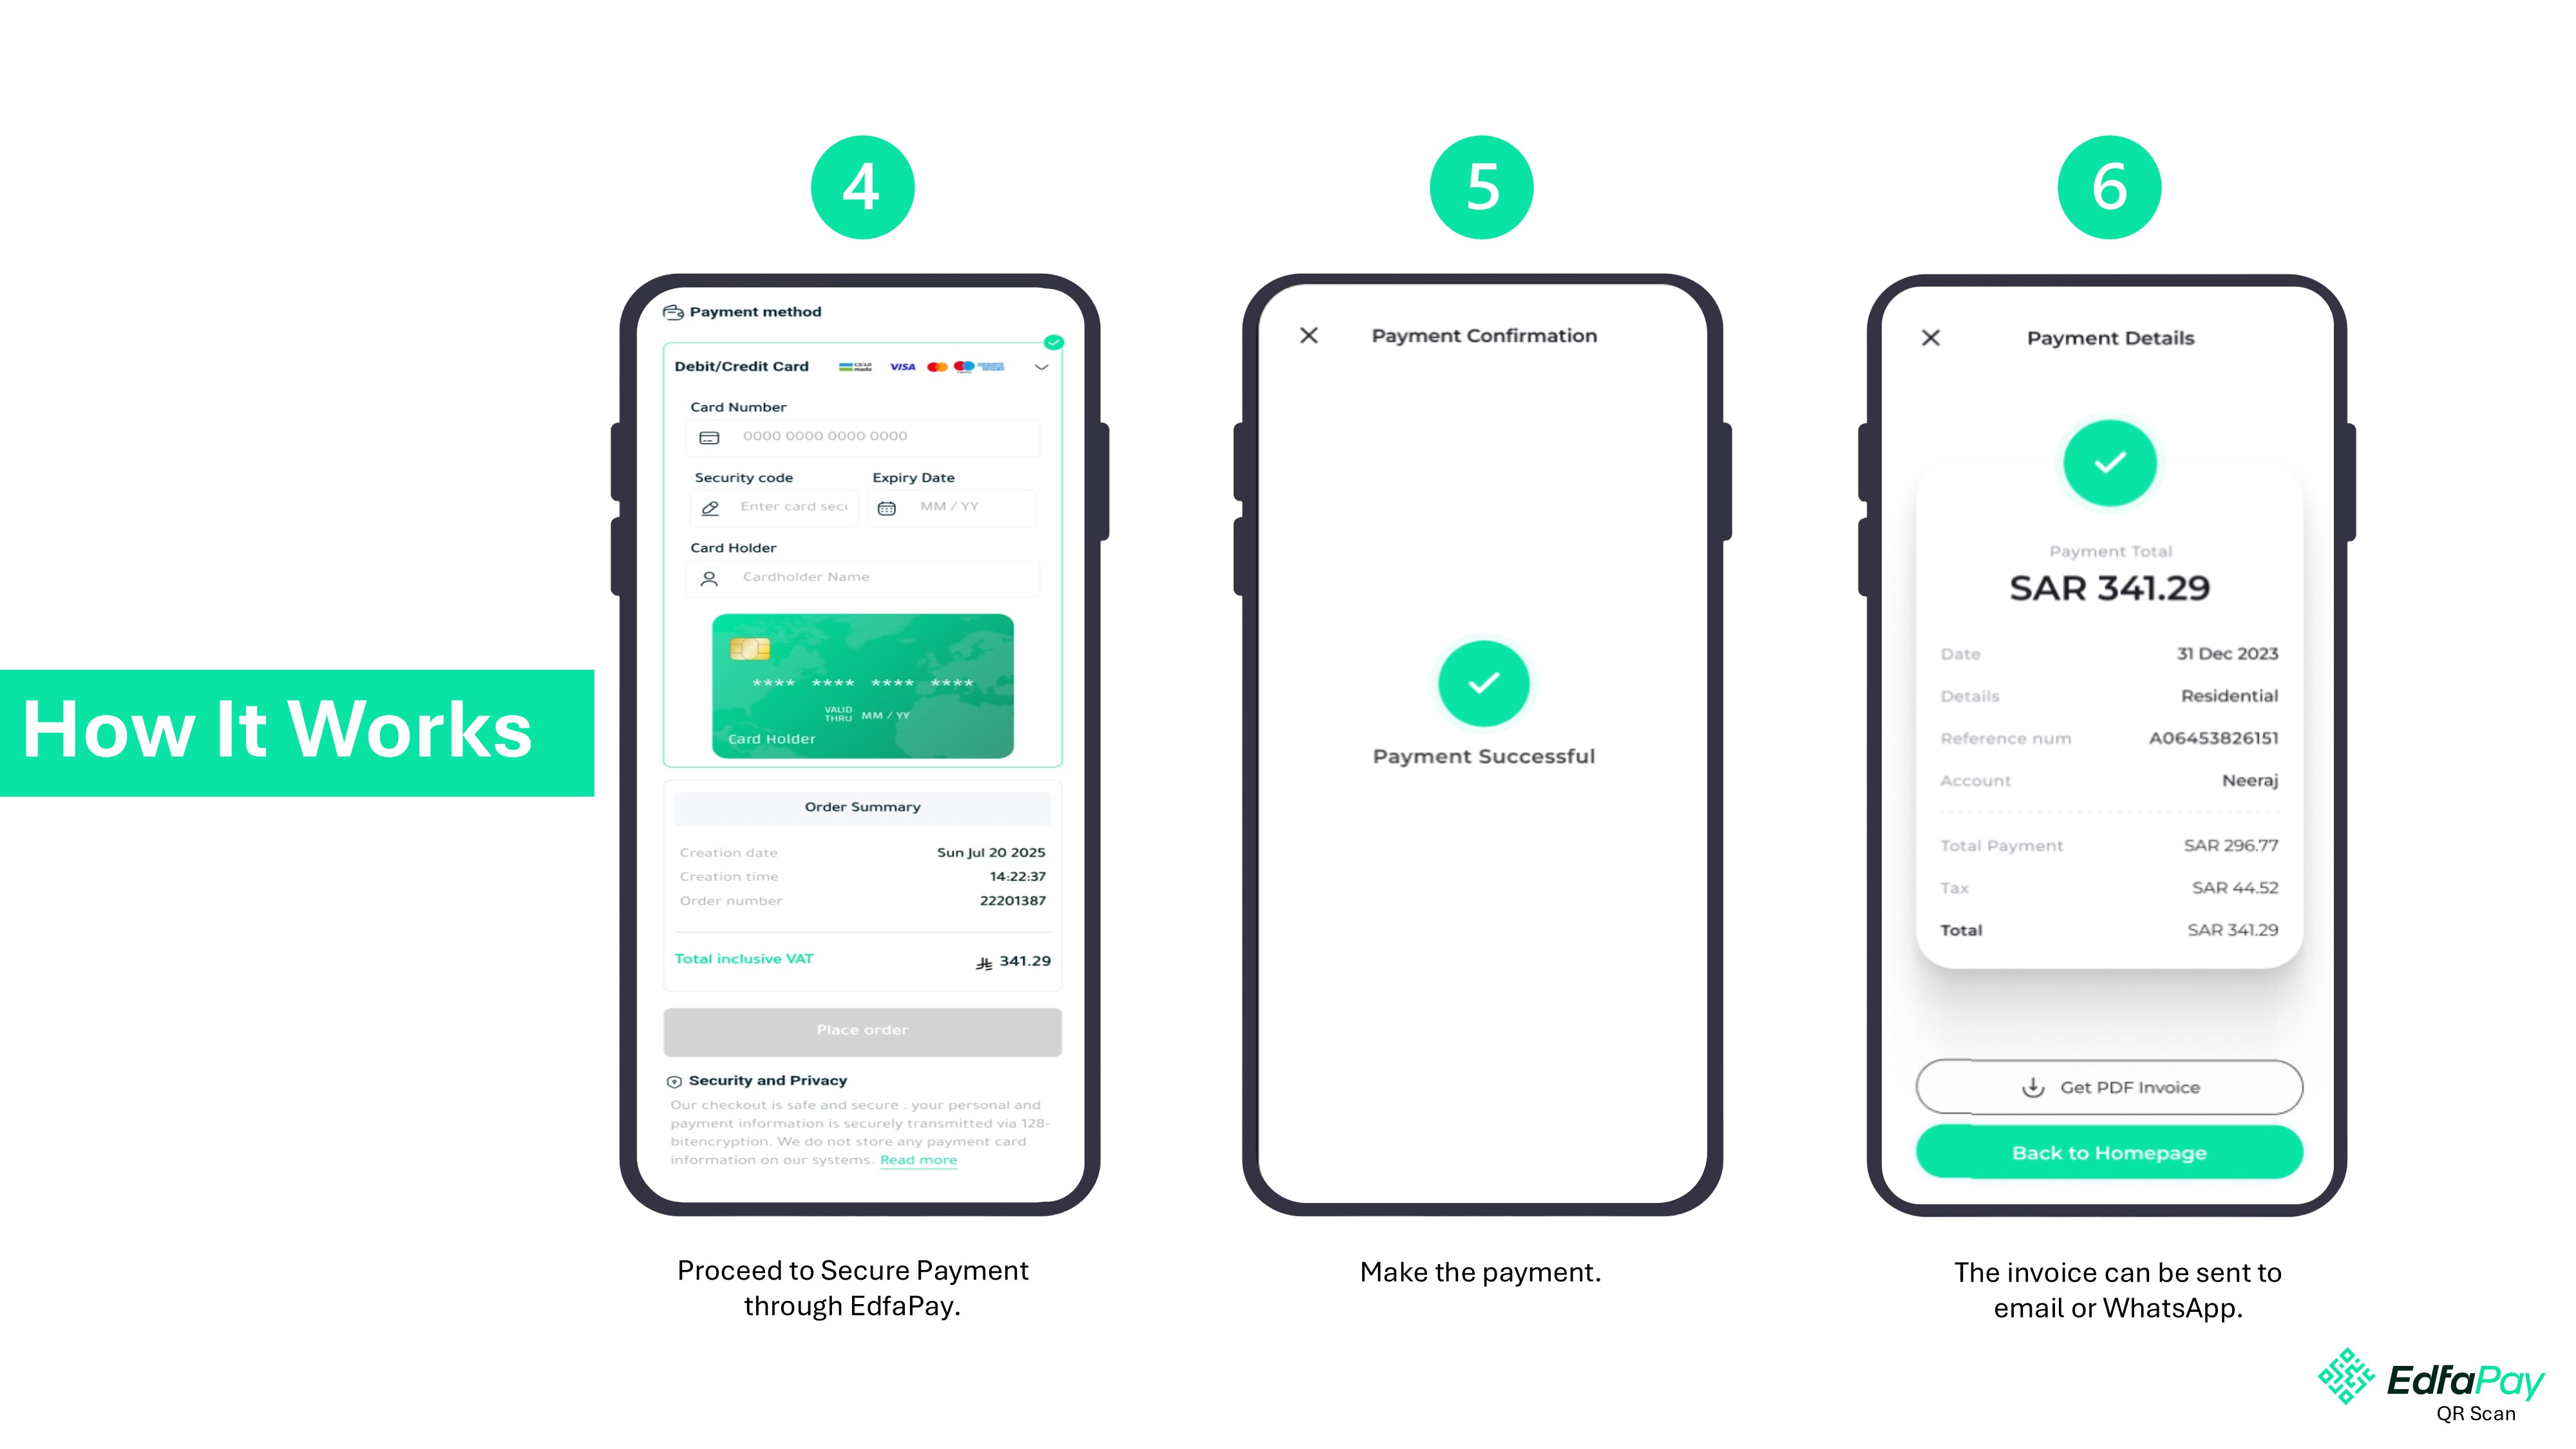 How It Works
4
Payment method
Debit/Credit Card VISA
Card Number
0000 0000 0000 0000
Security code Expiry Date
Enter card secu MM / YY
Card Holder
Cardholder Name
**** **** **** ****
VALID
THRU MM / YY
Card Holder
Order Summary
Creation date Sun Jul 20 2025
Creation time 14:22:37
Order number 22201387
Total inclusive VAT 341.29
Place order
Security and Privacy
Our checkout is safe and secure . your personal and
payment information is securely transmitted via 128-
bitencryption. We do not store any payment card
information on our systems. Read more
Proceed to Secure Payment
through EdfaPay.
5
Payment Confirmation
Payment Successful
Make the payment.
6
Payment Details
Payment Total
SAR 341.29
Date 31 Dec 2023
Details Residential
Reference num A06453826151
Account Neeraj
Total Payment SAR 296.77
Tax SAR 44.52
Total SAR 341.29
Get PDF Invoice
Back to Homepage
The invoice can be sent to
email or WhatsApp.
EdfaPay
QR Scan